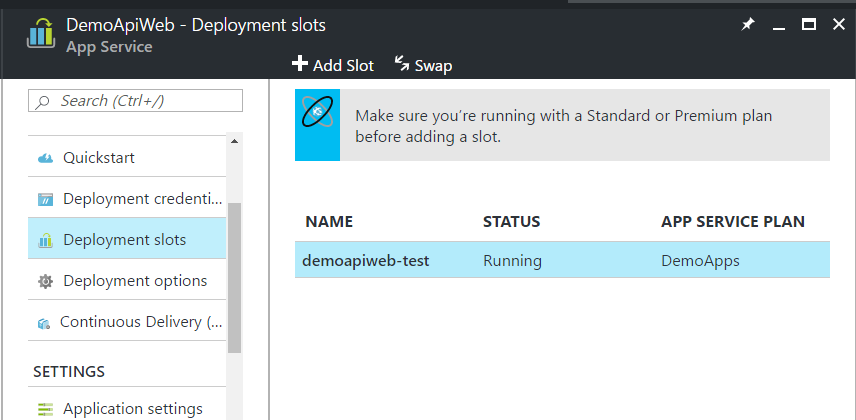 DemoApiWeb - Deployment slots
App Service
Add Slot Swap
Search (Ctrl+/)
Quickstart
Deployment credenti...
Deployment slots
Deployment options
Continuous Delivery (...
SETTINGS
Application settings
Make sure you're running with a Standard or Premium plan
before adding a slot.
NAME STATUS APP SERVICE PLAN
demoapiweb-test Running DemoApps